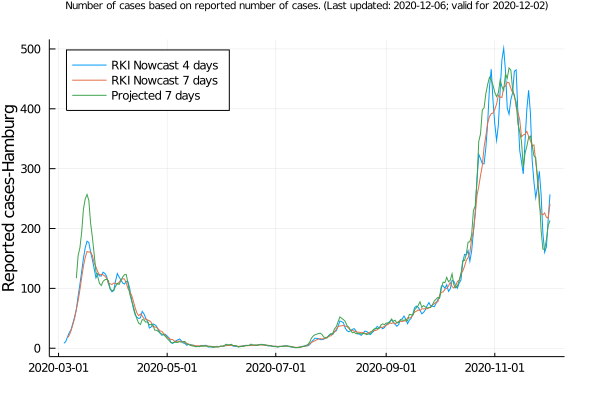 Number of cases based on reported number of cases. (Last updated: 2020-12-06; valid for 2020-12-02)
Reported cases-Hamburg
500
400
300
200
100
0
RKI Nowcast 4 days
RKI Nowcast 7 days
Projected 7 days
2020-03-01 2020-05-01 2020-07-01 2020-09-01 2020-11-01